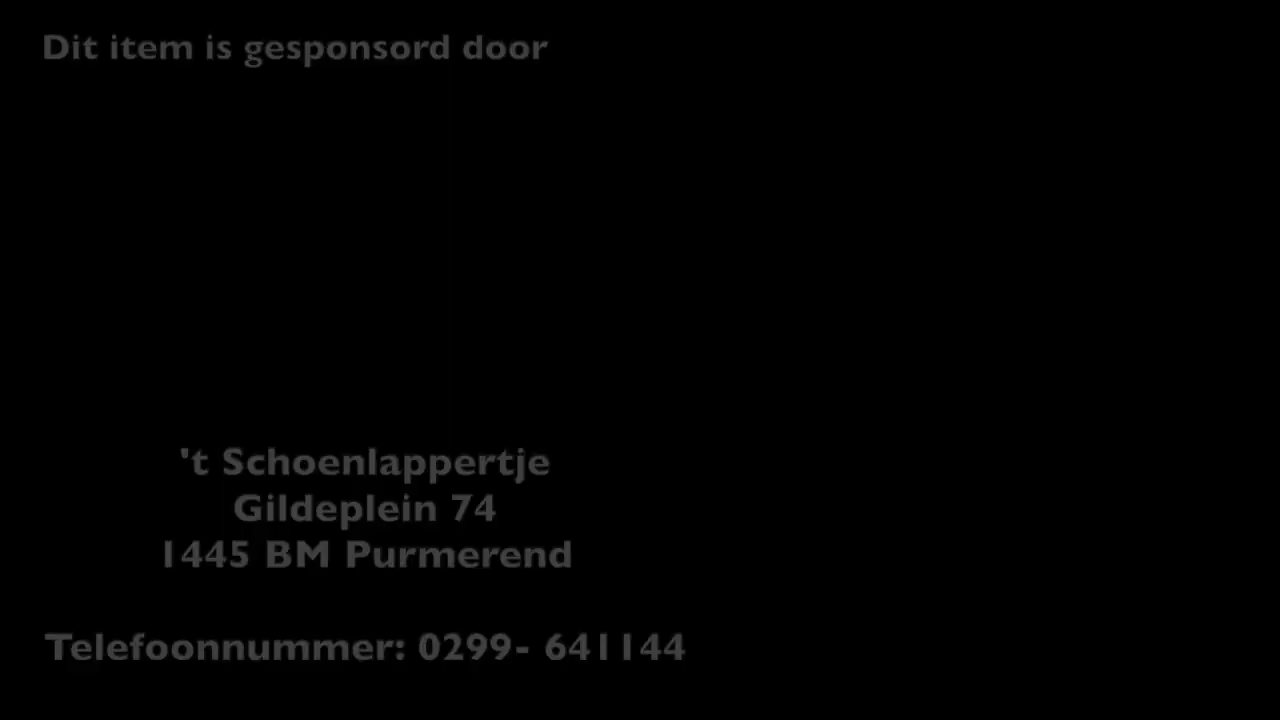 Dit item is gesponsord door
't Schoenlappertje
Gildeplein 74
1445 BM Purmerend
Telefoonnummer: 0299- 641144